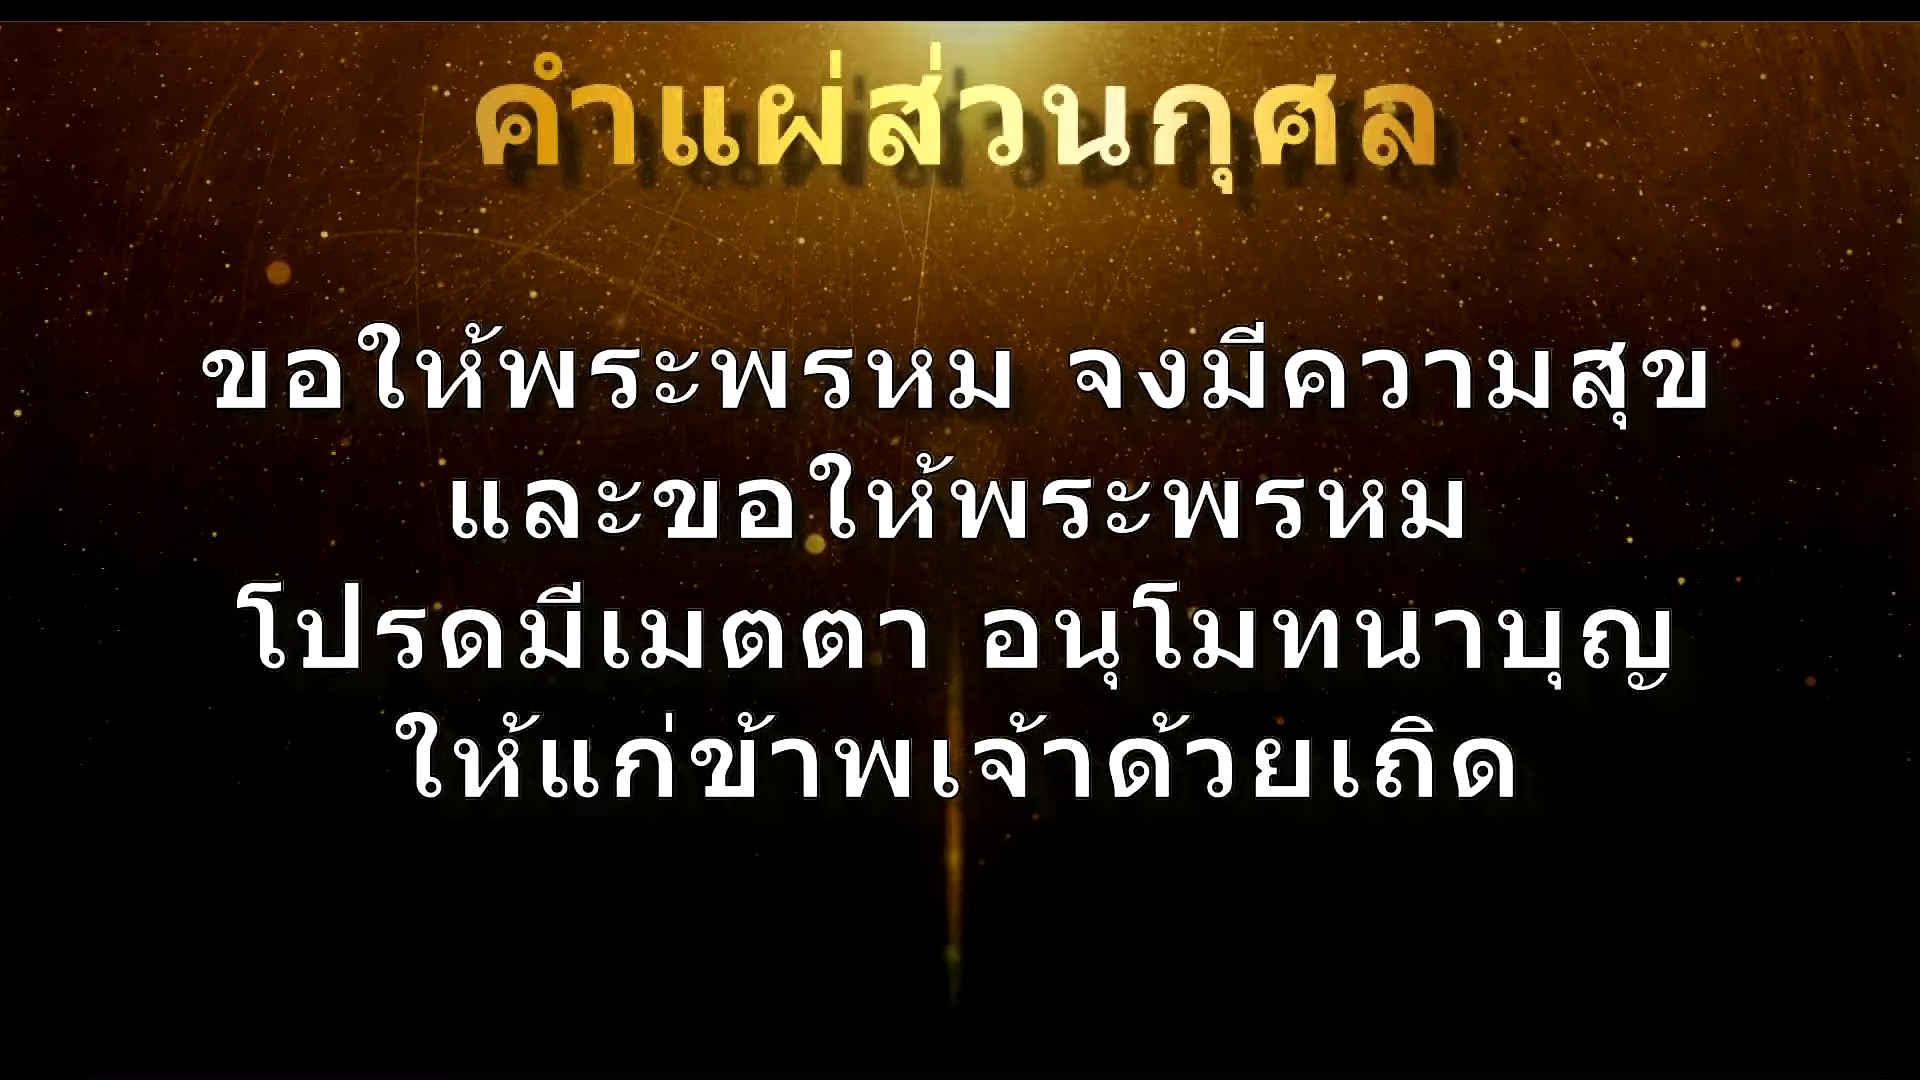 คำแผ่ส่วนกุศล
ขอให้พระพรหม จงมีความสุข
และขอให้พระพรหม
โปรดมีเมตตา อนุโมทนาบุญ
ให้แก่ข้าพเจ้าด้วยเถิด